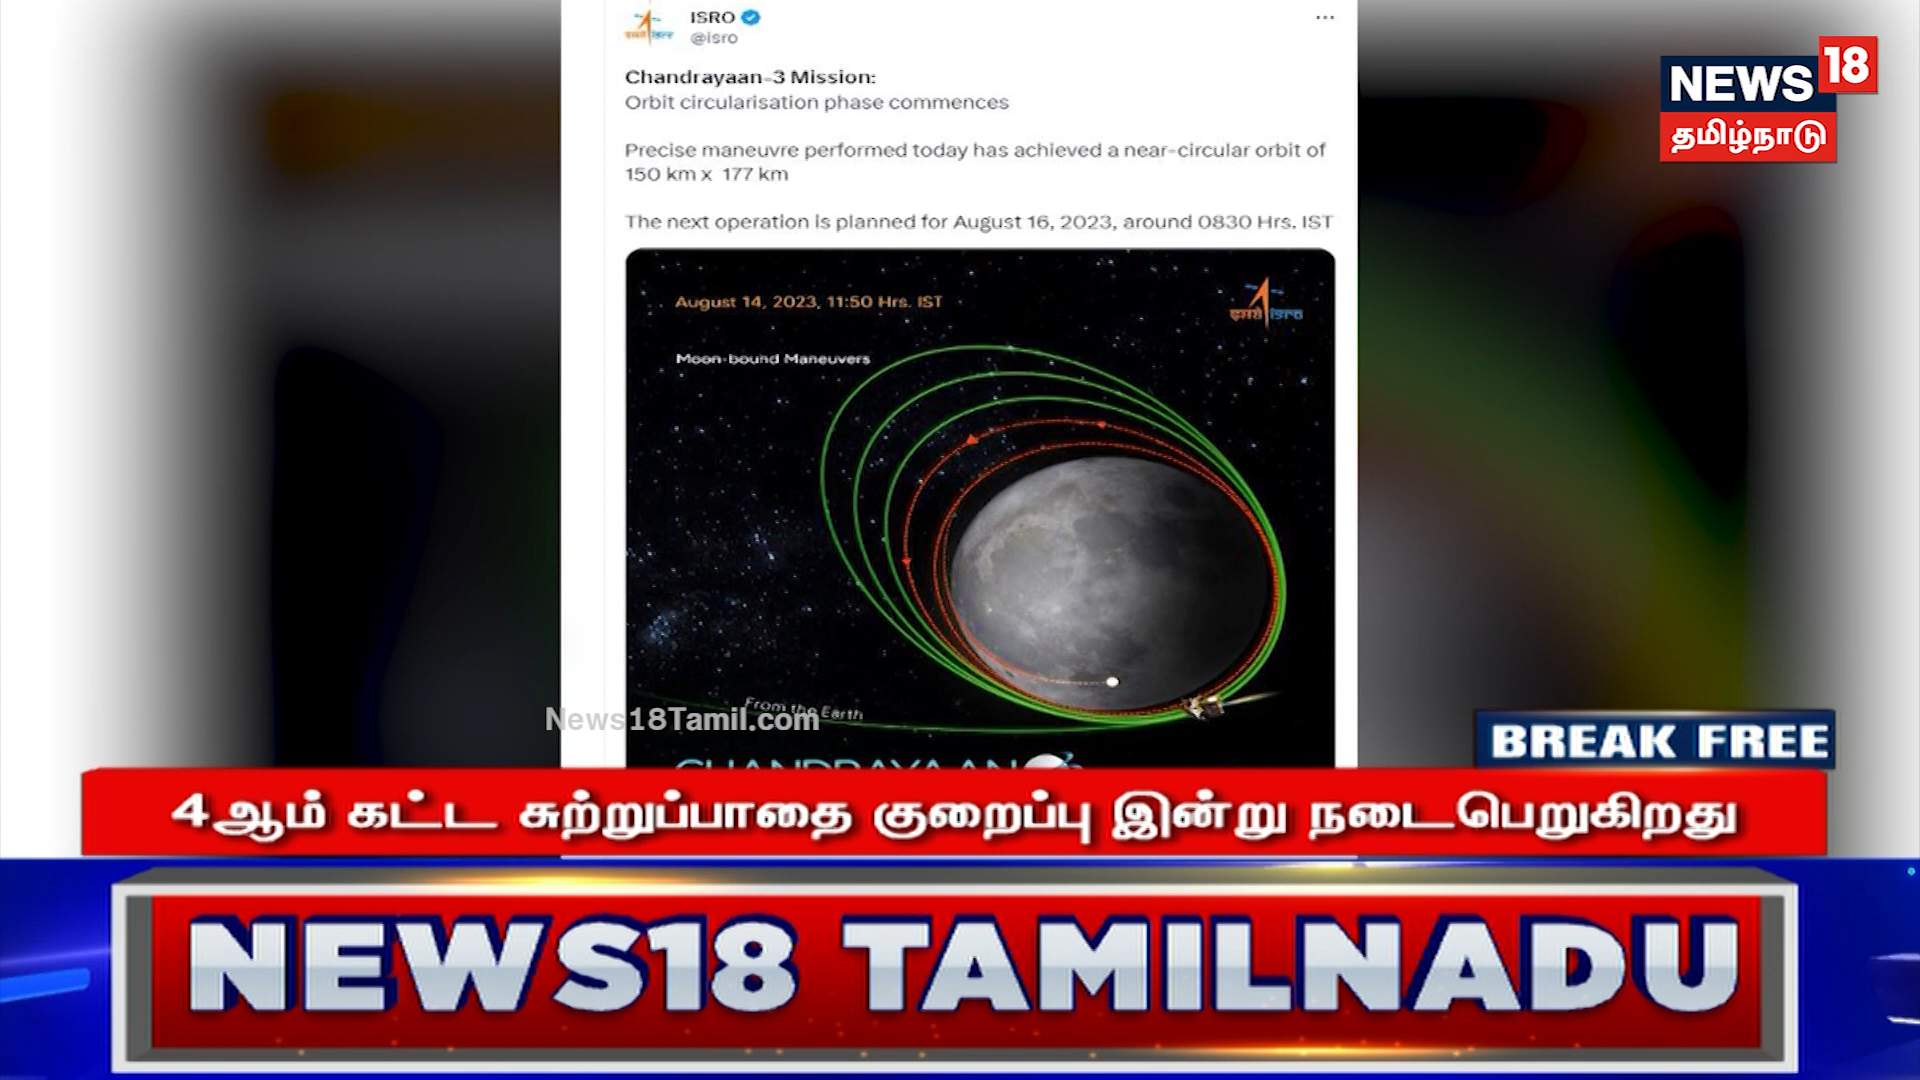 ISRO
@isro
Chandrayaan-3 Mission:
Orbit circularisation phase commences
Precise maneuvre performed today has achieved a near-circular orbit of
150 km x 177 km
The next operation is planned for August 16, 2023, around 0830 Hrs. IST
August 14, 2023, 11:50 Hrs. IST
इसरो isro
Moon-bound Maneuvers
From the Earth
CHANDRAYAAN
News18Tamil.com
NEWS 18
தமிழ்நாடு
BREAK FREE
4ஆம் கட்ட சுற்றுப்பாதை குறைப்பு இன்று நடைபெறுகிறது
NEWS18 TAMILNADU